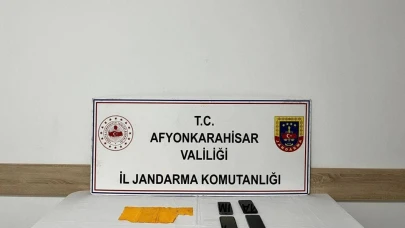 T.C.
AFYONKARAHİSAR
VALİLİĞİ
İL JANDARMA KOMUTANLIĞI